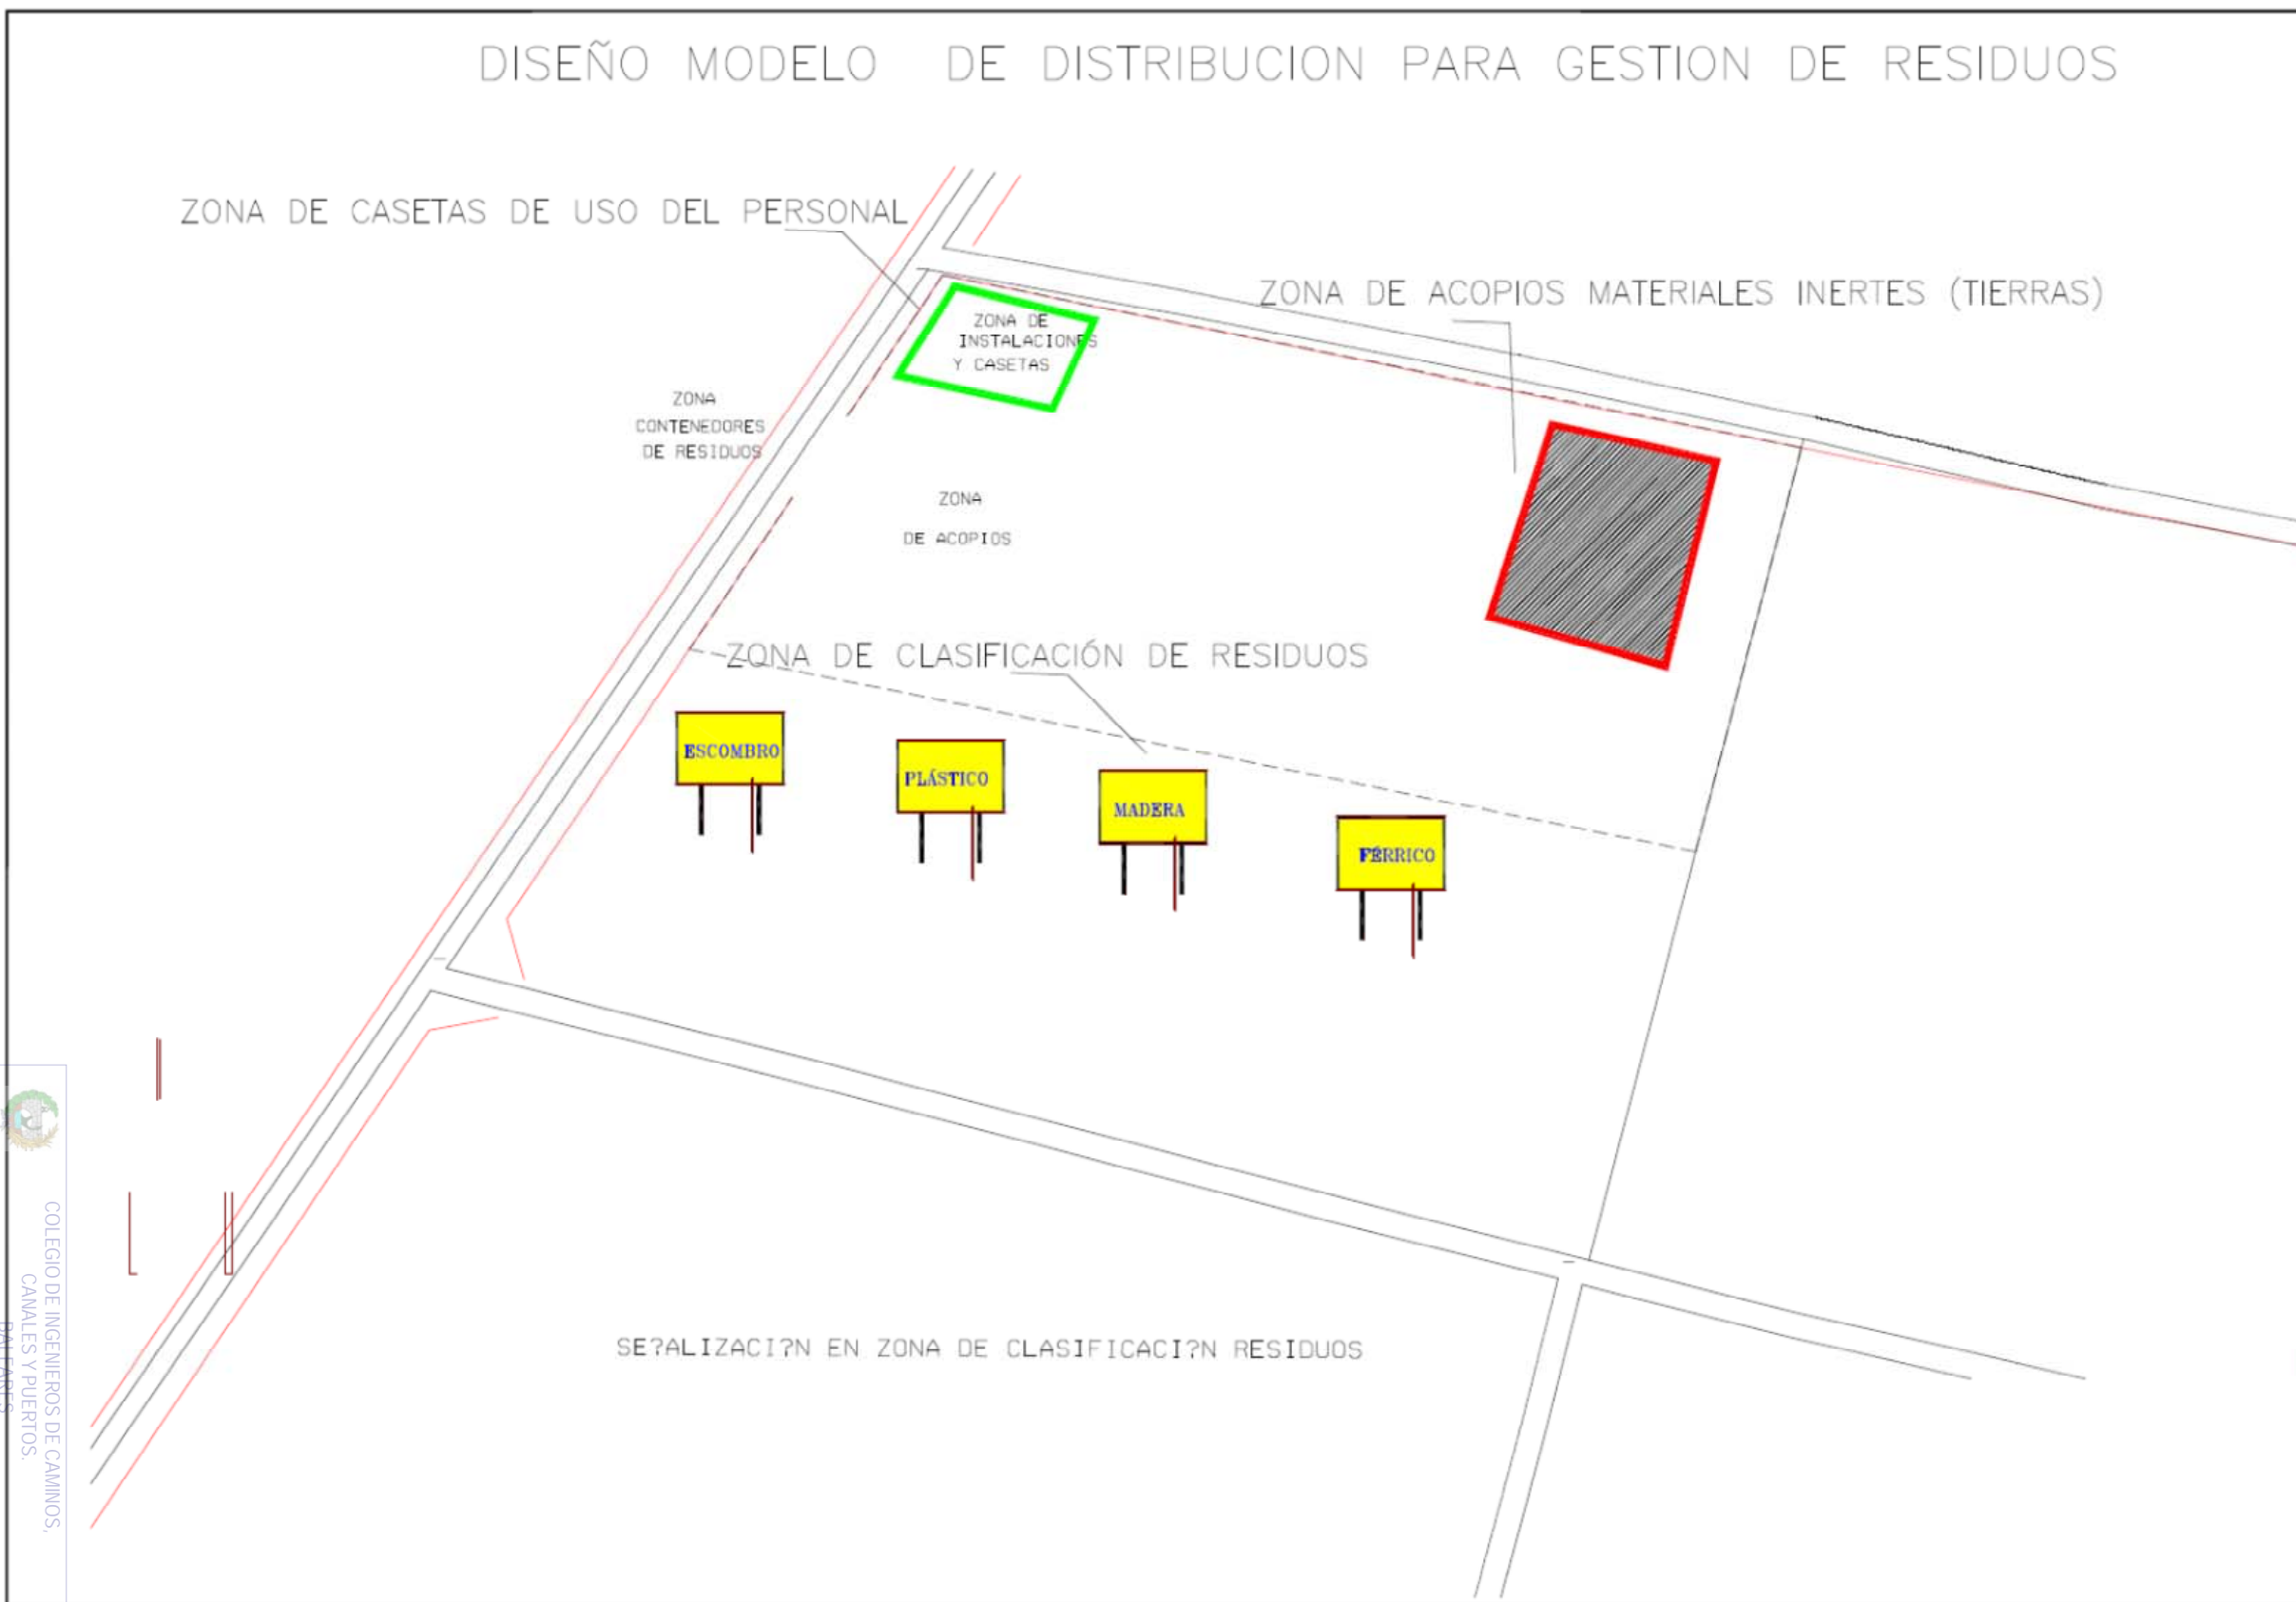 DISEÑO MODELO DE DISTRIBUCION PARA GESTION DE RESIDUOS
ZONA DE CASETAS DE USO DEL PERSONAL
ZONA DE ACOPIOS MATERIALES INERTES (TIERRAS)
ZONA DE
INSTALACIONES
Y CASETAS
ZONA
CONTENEDORES
DE RESIDUOS
ZONA
DE ACOPIOS
ZONA DE CLASIFICACIÓN DE RESIDUOS
ESCOMBRO
PLÁSTICO
MADERA
FÉRRICO
SE?ALIZACI?N EN ZONA DE CLASIFICACI?N RESIDUOS
COLEGIO DE INGENIEROS DE CAMINOS,
CANALES Y PUERTOS.
BALEARES